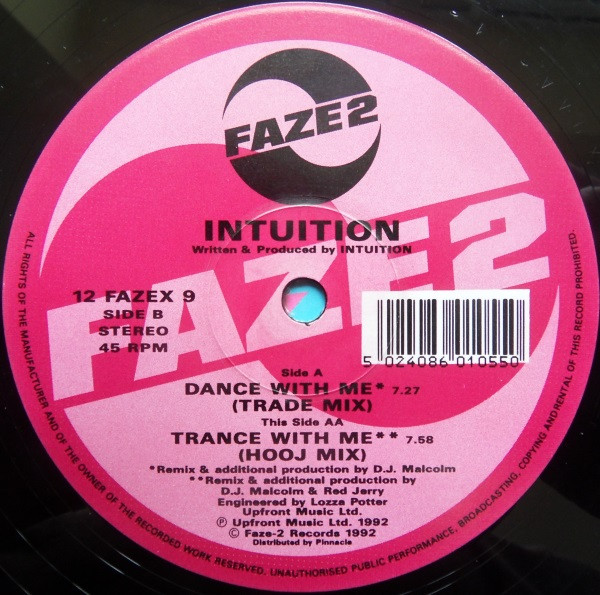 FAZE 2
FAZE 2
INTUITION
Written & Produced by INTUITION
12 FAZEX 9
SIDE B
STEREO
45 RPM
5 024086 010550
Side A
DANCE WITH ME* 7.27
(TRADE MIX)
This Side AA
TRANCE WITH ME** 7.58
(HOOJ MIX)
*Remix & additional production by D.J. Malcolm
**Remix & additional production by
D.J. Malcolm & Red Jerry
Engineered by Lozza Potter
Upfront Music Ltd.
Ⓟ Upfront Music Ltd. 1992
© Faze-2 Records 1992
Distributed by Pinnacle
ALL RIGHTS OF THE MANUFACTURER AND OF THE OWNER OF THE RECORDED WORK RESERVED. UNAUTHORISED PUBLIC PERFORMANCE, BROADCASTING, COPYING AND RENTAL OF THIS RECORD PROHIBITED.